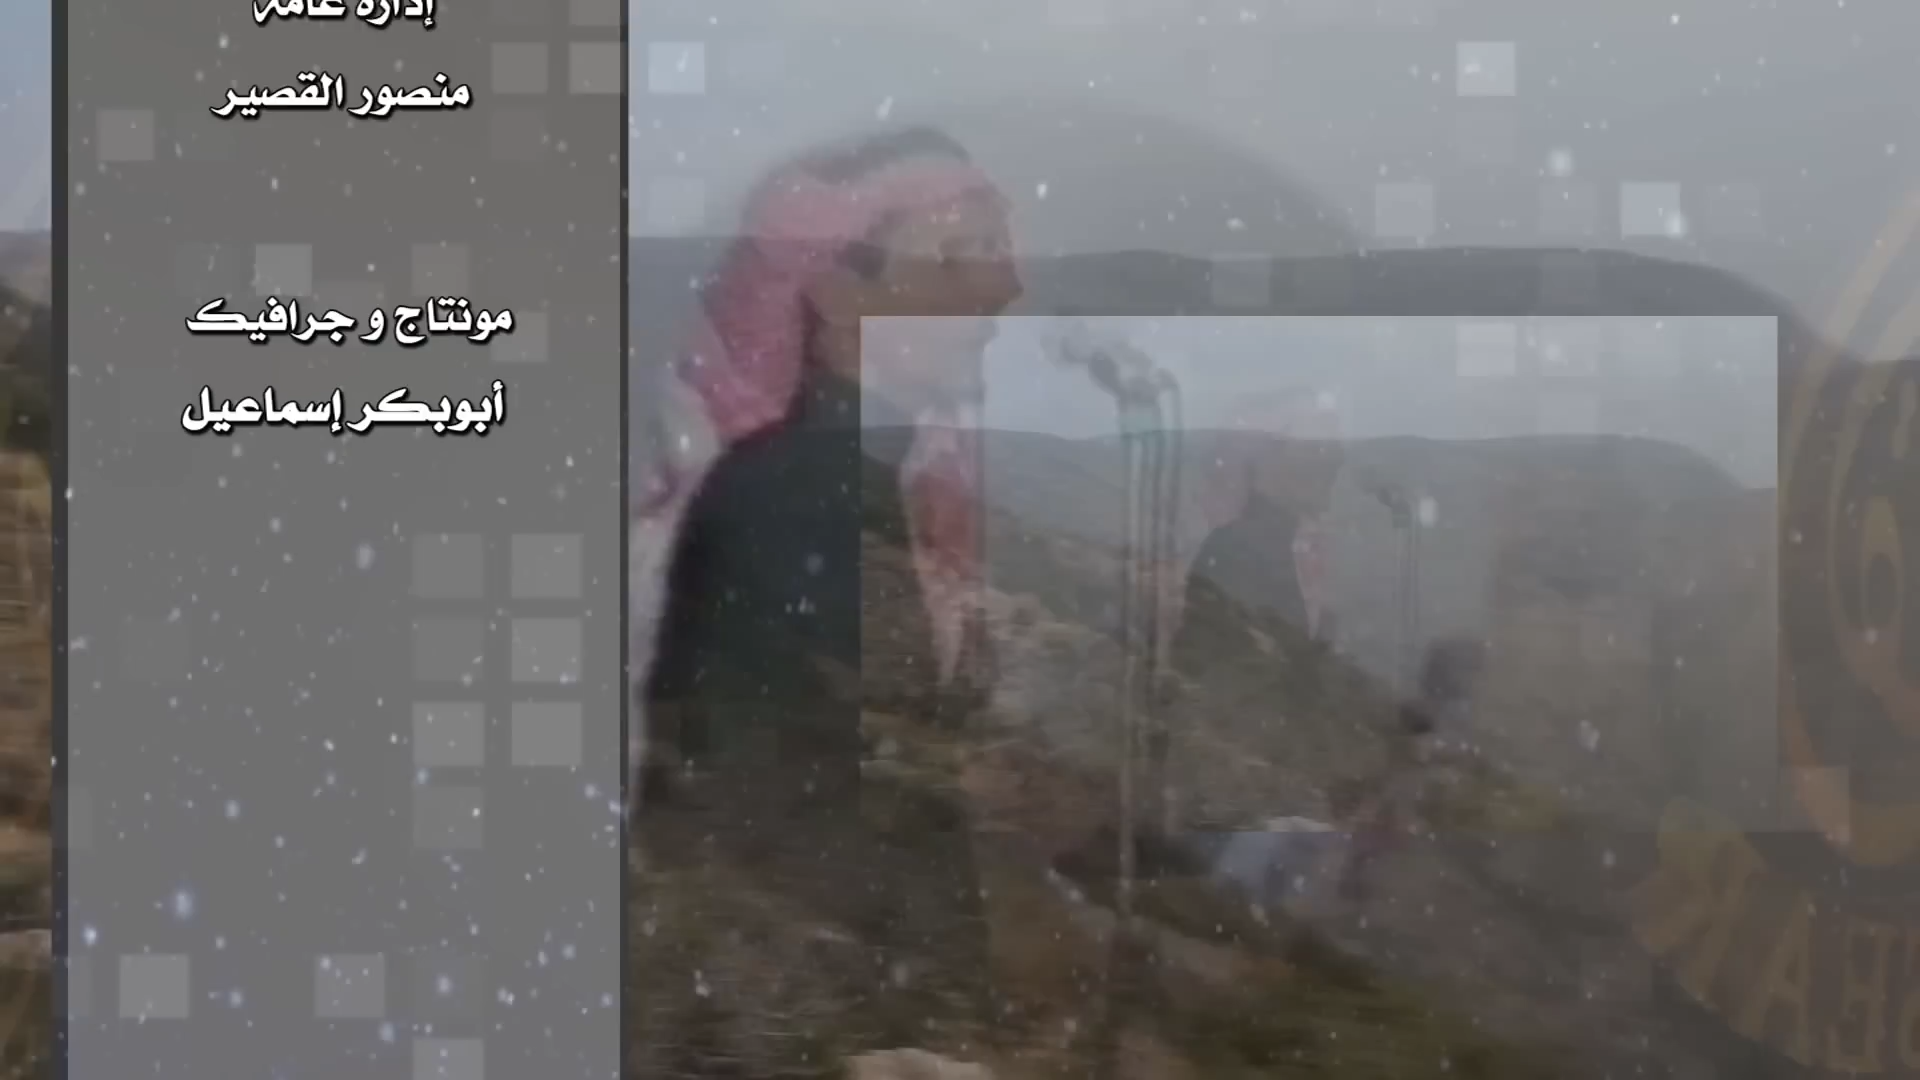 إدارة عامة
منصور القصير
مونتاج و جرافيك
أبوبكر إسماعيل